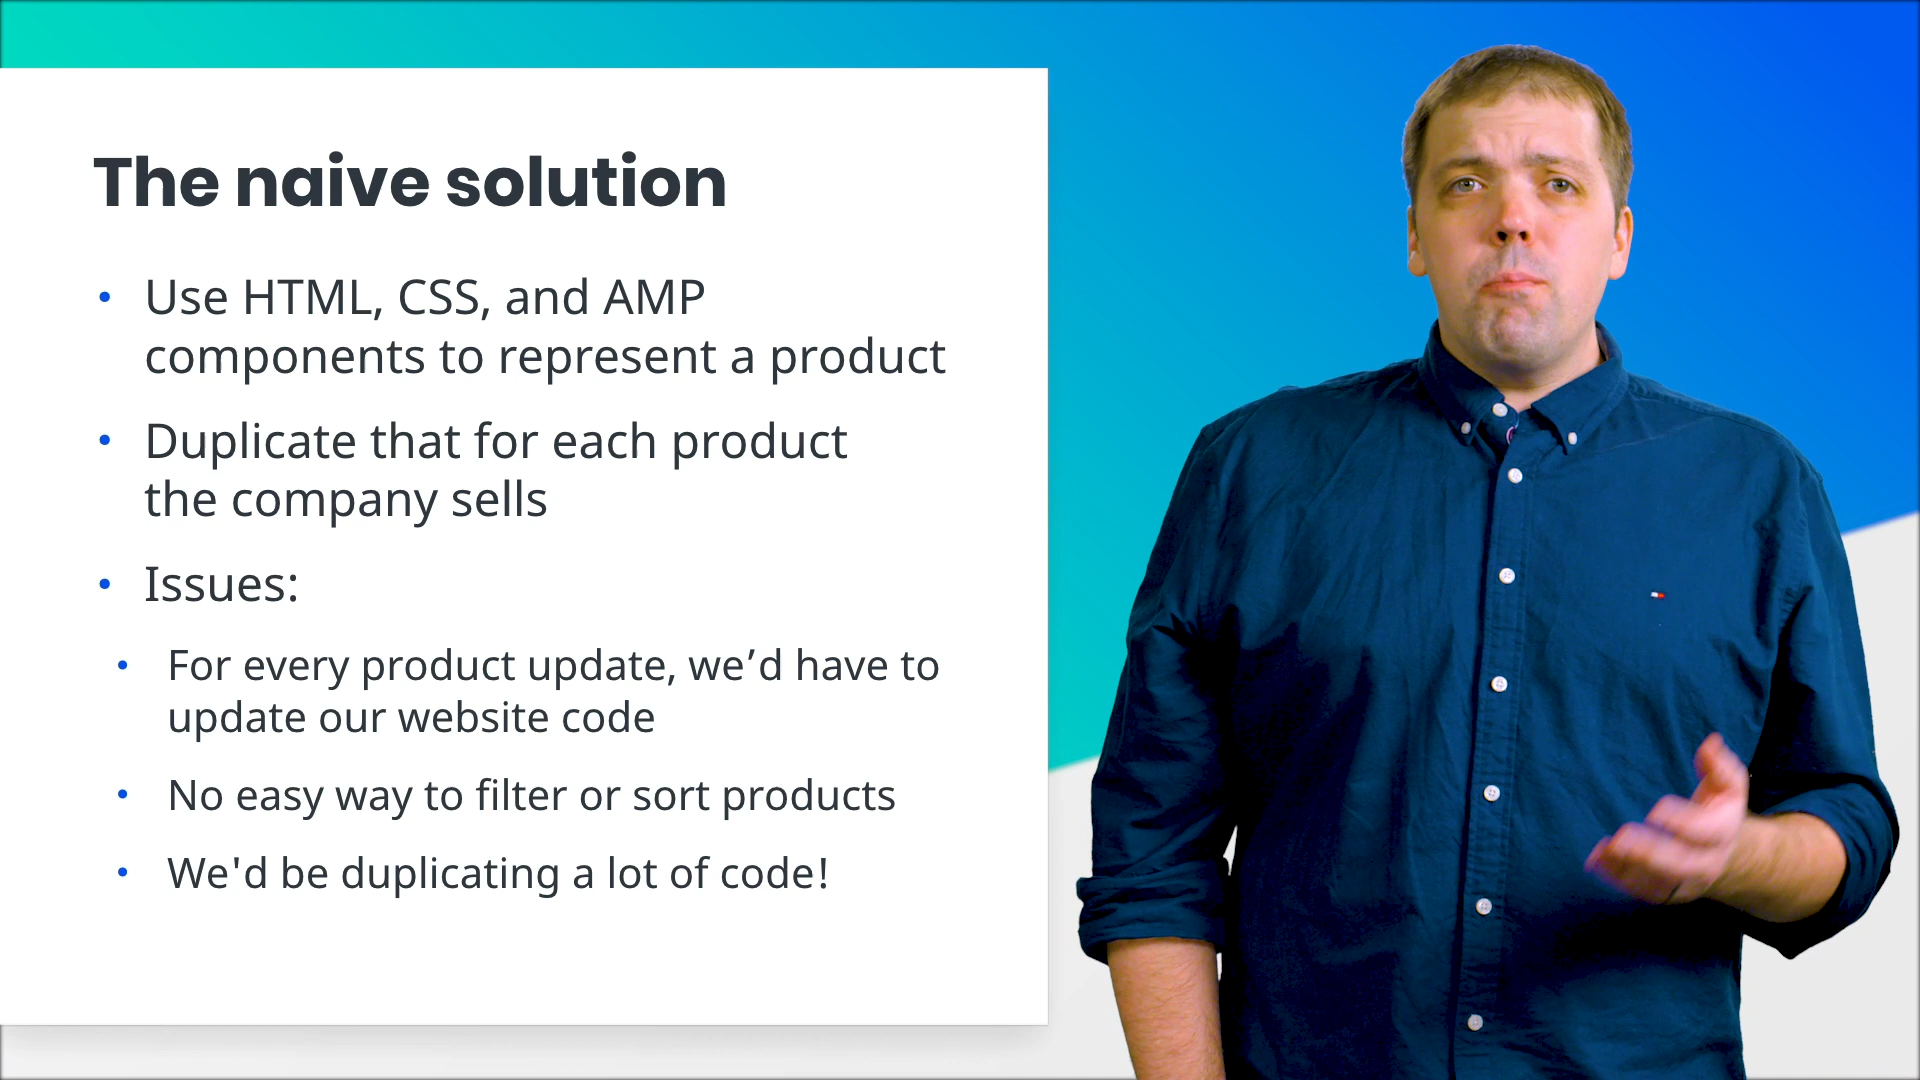 The naive solution
• Use HTML, CSS, and AMP
components to represent a product
• Duplicate that for each product
the company sells
• Issues:
• For every product update, we’d have to
update our website code
• No easy way to filter or sort products
• We'd be duplicating a lot of code!